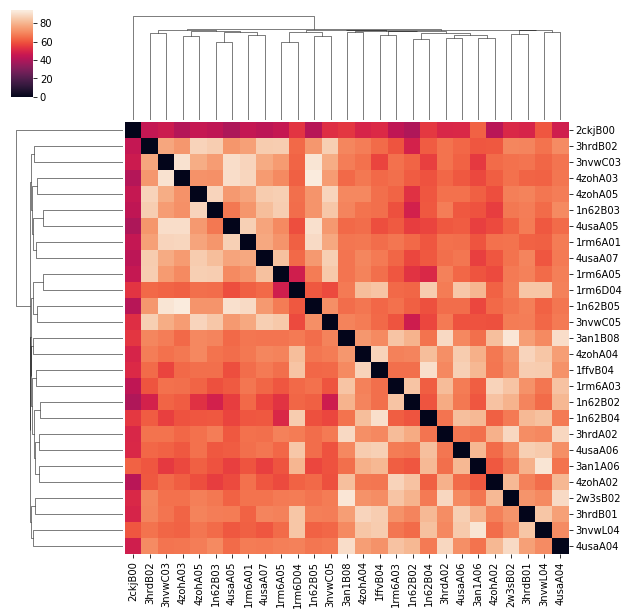 80
60
40
20
0
2ckjB00
3hrdB02
3nvwC03
4zohA03
4zohA05
1n62B03
4usaA05
1rm6A01
4usaA07
1rm6A05
1rm6D04
1n62B05
3nvwC05
3an1B08
4zohA04
1ffvB04
1rm6A03
1n62B02
1n62B04
3hrdA02
4usaA06
3an1A06
4zohA02
2w3sB02
3hrdB01
3nvwL04
4usaA04
2ckjB00
3hrdB02
3nvwC03
4zohA03
4zohA05
1n62B03
4usaA05
1rm6A01
4usaA07
1rm6A05
1rm6D04
1n62B05
3nvwC05
3an1B08
4zohA04
1ffvB04
1rm6A03
1n62B02
1n62B04
3hrdA02
4usaA06
3an1A06
4zohA02
2w3sB02
3hrdB01
3nvwL04
4usaA04